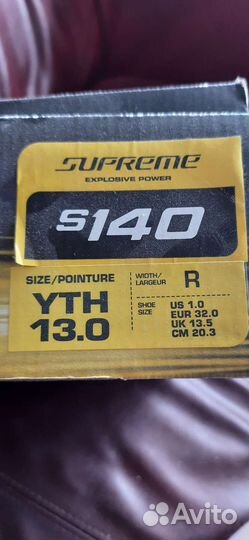 SUPREME
EXPLOSIVE POWER
S140
SIZE/POINTURE
YTH
13.0
WIDTH/
LARGEUR
R
SHOE
SIZE
US 1.0
EUR 32.0
UK 13.5
CM 20.3
Avito